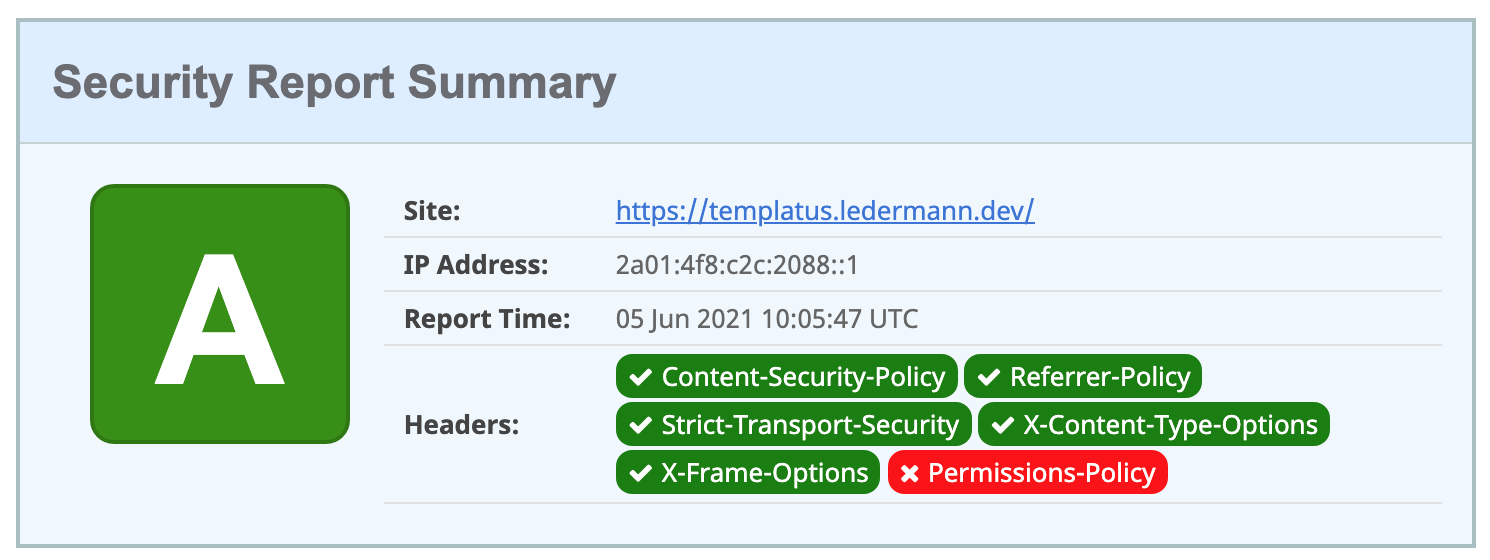 Security Report Summary
A
Site: https://templatus.ledermann.dev/
IP Address: 2a01:4f8:c2c:2088::1
Report Time: 05 Jun 2021 10:05:47 UTC
Headers:
Content-Security-Policy Referrer-Policy
Strict-Transport-Security X-Content-Type-Options
X-Frame-Options Permissions-Policy